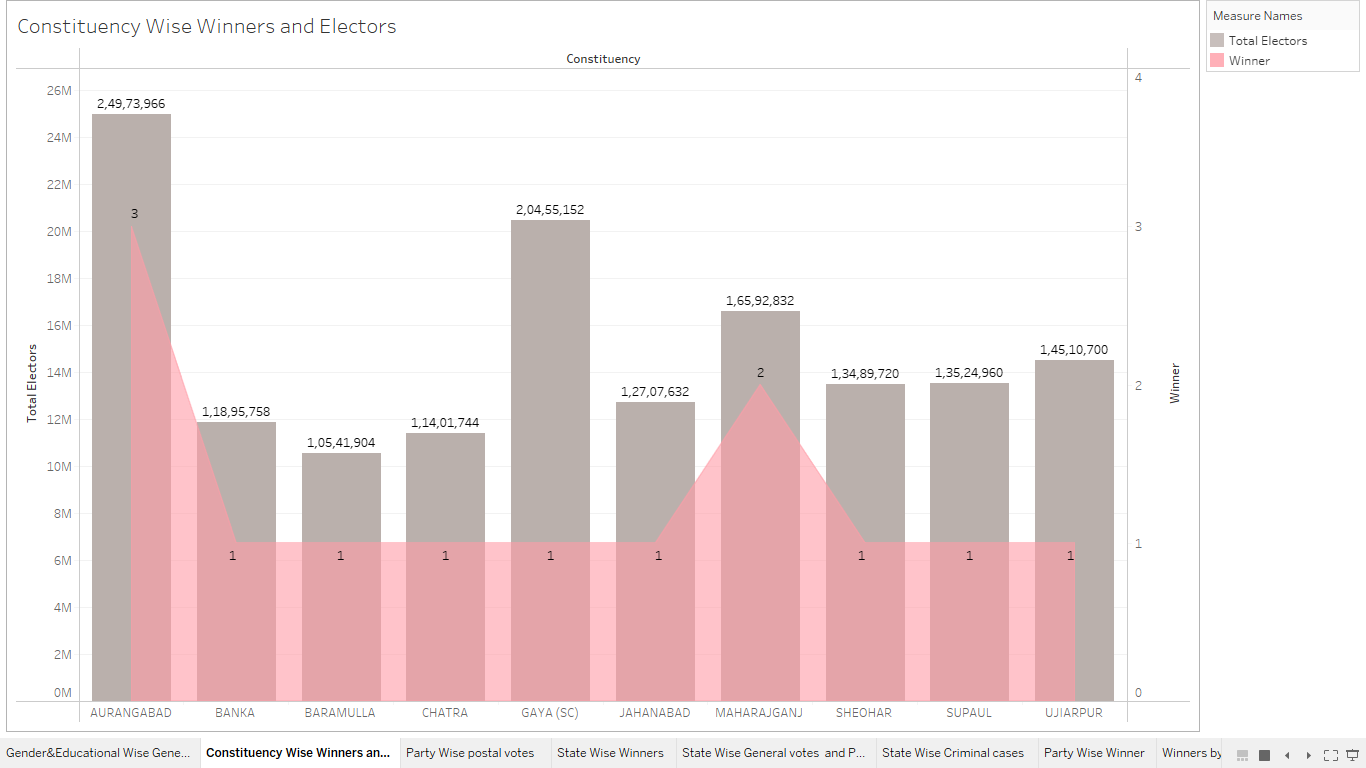 Constituency Wise Winners and Electors
Measure Names
Total Electors
Winner
Constituency
26M
24M
22M
20M
18M
16M
14M
12M
10M
8M
6M
4M
2M
0M
Total Electors
2,49,73,966
1,18,95,758
1,05,41,904
1,14,01,744
2,04,55,152
1,27,07,632
1,65,92,832
1,34,89,720
1,35,24,960
1,45,10,700
3
1
1
1
1
1
2
1
1
1
4
3
2
1
0
Winner
AURANGABAD
BANKA
BARAMULLA
CHATRA
GAYA (SC)
JAHANABAD
MAHARAJGANJ
SHEOHAR
SUPAUL
UJIARPUR
Gender&Educational Wise Gene...
Constituency Wise Winners an...
Party Wise postal votes
State Wise Winners
State Wise General votes and P...
State Wise Criminal cases
Party Wise Winner
Winners by